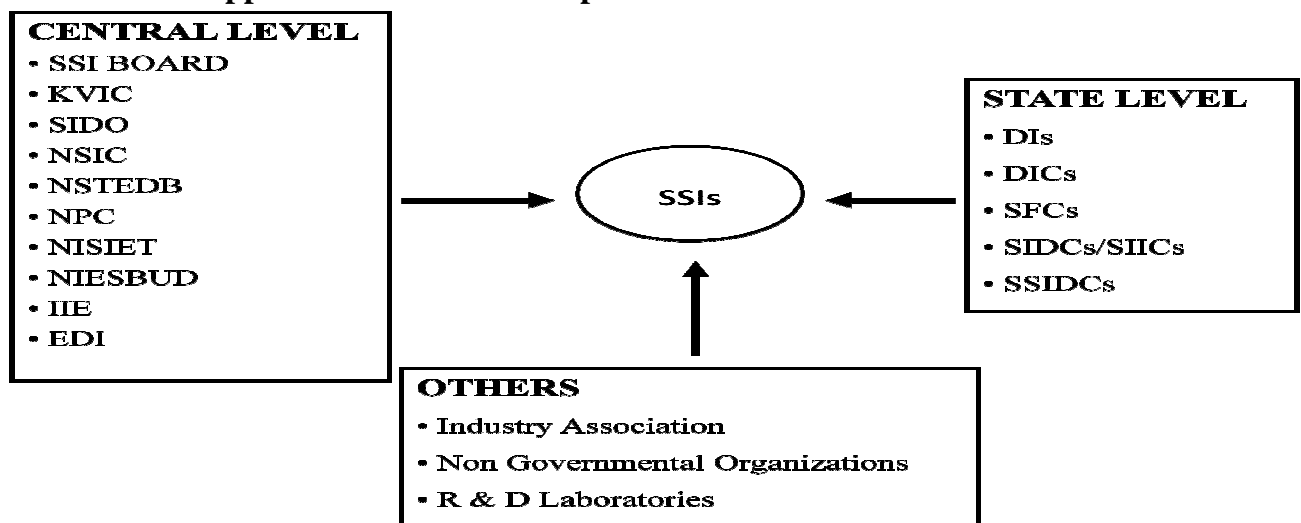 CENTRAL LEVEL
• SSI BOARD
• KVIC
• SIDO
• NSIC
• NSTEDB
• NPC
• NISIET
• NIESBUD
• IIE
• EDI
SSIs
STATE LEVEL
• DIs
• DICs
• SFCs
• SIDCs/SIICs
• SSIDCs
OTHERS
• Industry Association
• Non Governmental Organizations
• R & D Laboratories